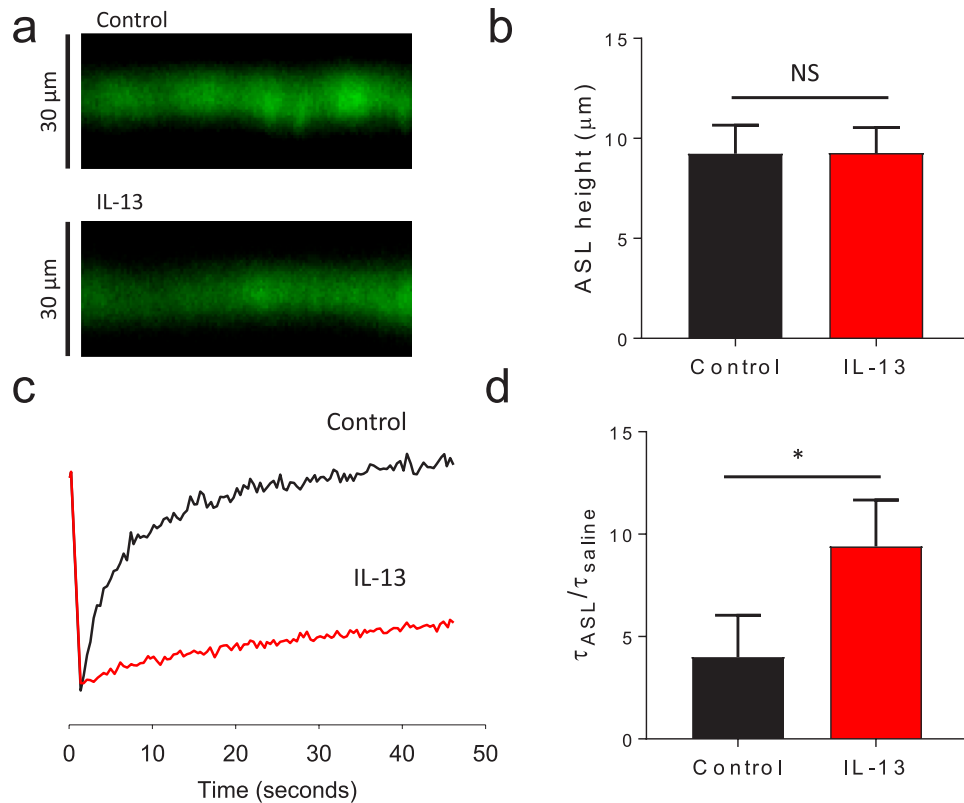 a
Control
30 μm
IL-13
30 μm
b
15
10
5
0
ASL height (μm)
NS
Control
IL-13
c
Control
IL-13
0
10
20
30
40
50
Time (seconds)
d
15
10
5
0
τASL/τsaline
*
Control
IL-13